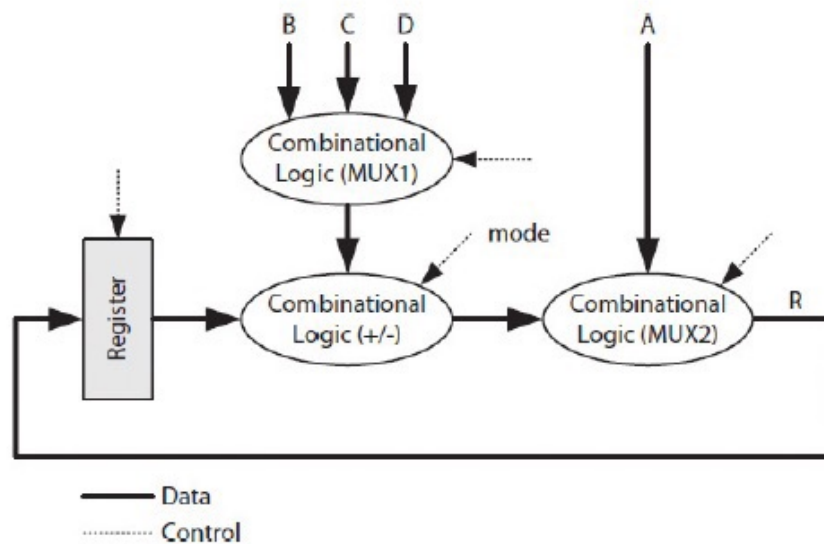 B C D A
Combinational
Logic (MUX1)
mode
Register
Combinational
Logic (+/-)
Combinational
Logic (MUX2)
R
Data
Control